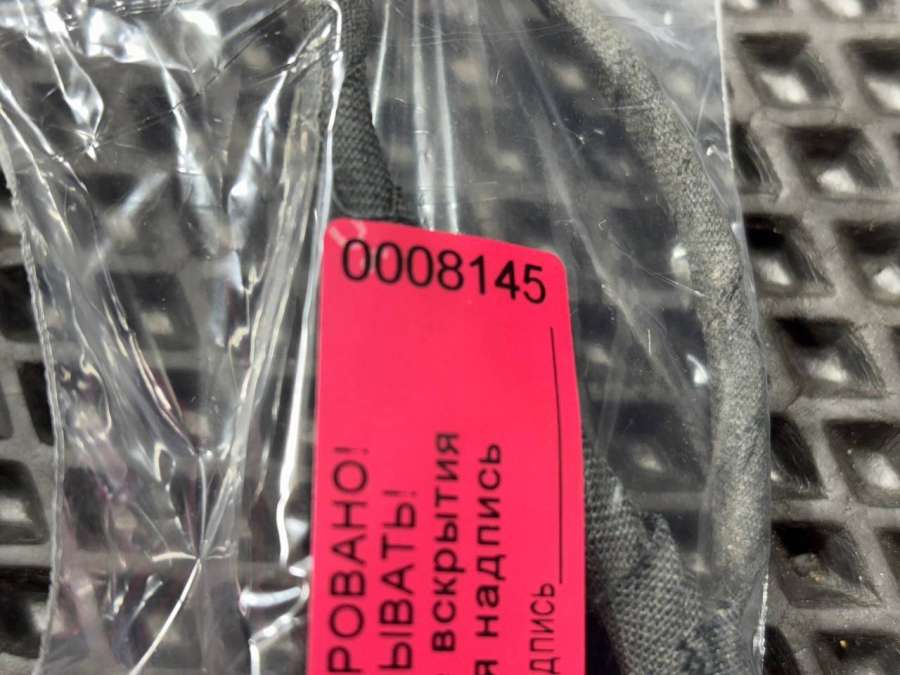 0008145
РОВАНО!
ЫВАТЬ!
вскрытия
я надпись
дпись